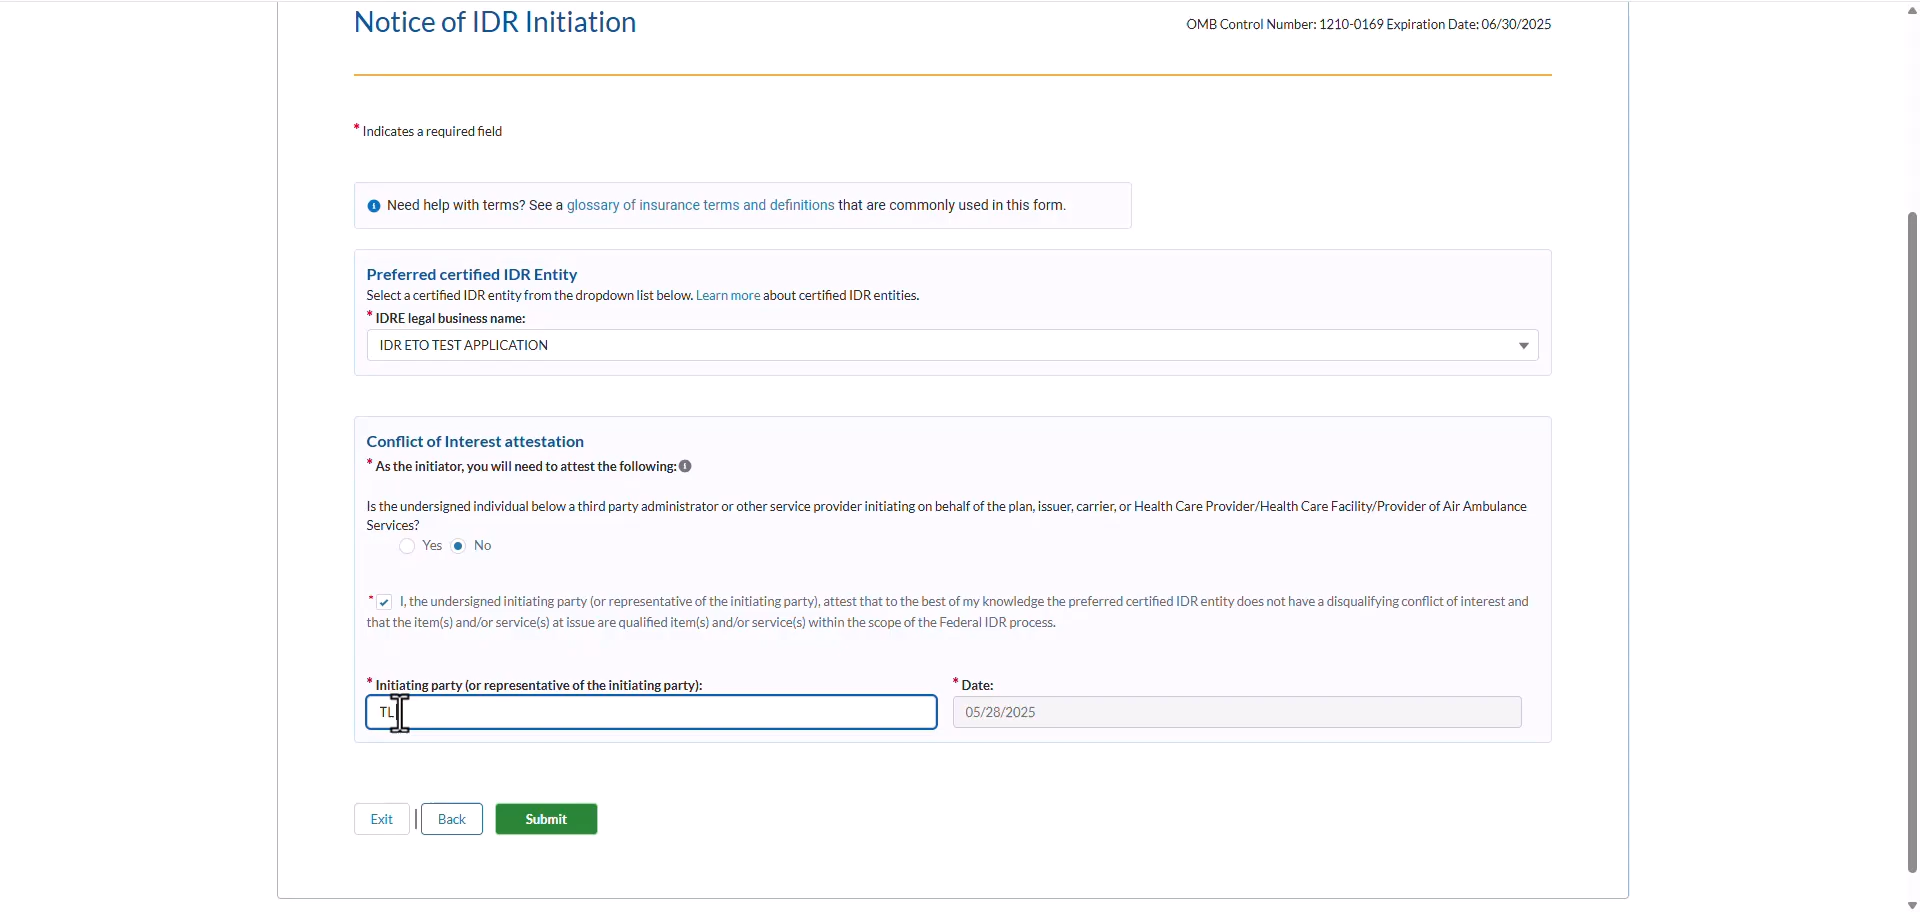 Notice of IDR Initiation
OMB Control Number: 1210-0169 Expiration Date: 06/30/2025
* Indicates a required field
Need help with terms? See a glossary of insurance terms and definitions that are commonly used in this form.
Preferred certified IDR Entity
Select a certified IDR entity from the dropdown list below. Learn more about certified IDR entities.
* IDRE legal business name:
IDR ETO TEST APPLICATION
Conflict of Interest attestation
* As the initiator, you will need to attest the following:
Is the undersigned individual below a third party administrator or other service provider initiating on behalf of the plan, issuer, carrier, or Health Care Provider/Health Care Facility/Provider of Air Ambulance
Services?
Yes No
* I, the undersigned initiating party (or representative of the initiating party), attest that to the best of my knowledge the preferred certified IDR entity does not have a disqualifying conflict of interest and
that the item(s) and/or service(s) at issue are qualified item(s) and/or service(s) within the scope of the Federal IDR process.
* Initiating party (or representative of the initiating party):
* Date:
TL
05/28/2025
Exit | Back Submit